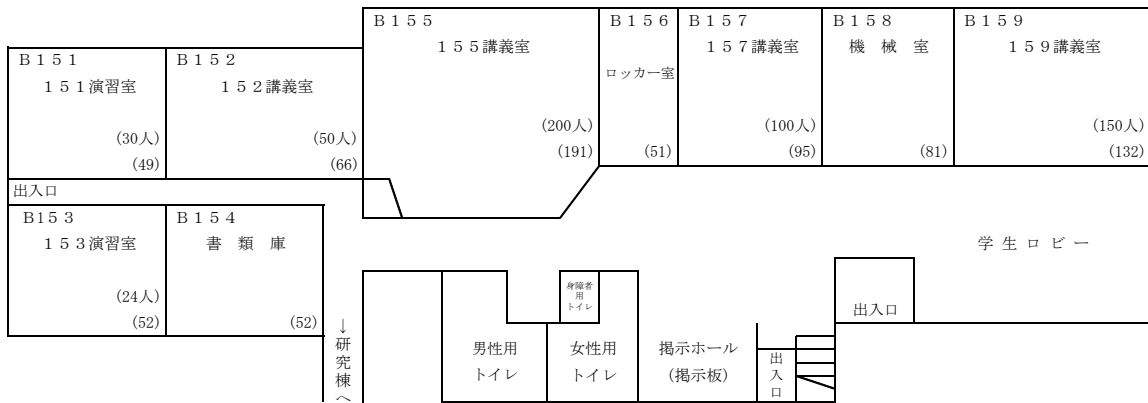 Ｂ１５１
１５１演習室
(30人)
(49)
Ｂ１５２
１５２講義室
(50人)
(66)
Ｂ１５５
１５５講義室
(200人)
(191)
Ｂ１５６
ロッカー室
(51)
Ｂ１５７
１５７講義室
(100人)
(95)
Ｂ１５８
機　械　室
(81)
Ｂ１５９
１５９講義室
(150人)
(132)
出入口
Ｂ1５３
１５３演習室
(24人)
(52)
Ｂ１５４
書　類　庫
(52)
↓研究棟へ
男性用
トイレ
身障者
用
トイレ
女性用
トイレ
掲示ホール
(掲示板)
出入口
出入口
学 生 ロ ビ ー